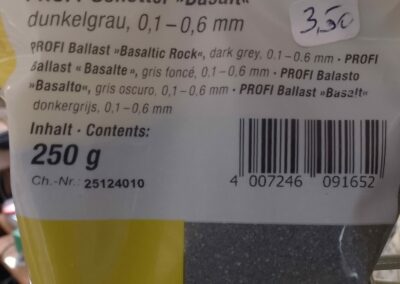 PROFI-Schotter »Basalt«
dunkelgrau, 0,1–0,6 mm
3,50
PROFI Ballast »Basaltic Rock«, dark grey, 0.1–0.6 mm · PROFI
Ballast « Basalte », gris foncé, 0,1–0,6 mm · PROFI Balasto
»Basalto«, gris oscuro, 0,1–0,6 mm · PROFI Ballast »Basalt«
donkergrijs, 0,1–0,6 mm
Inhalt · Contents:
250 g
Ch.-Nr.: 25124010
4 007246 091652